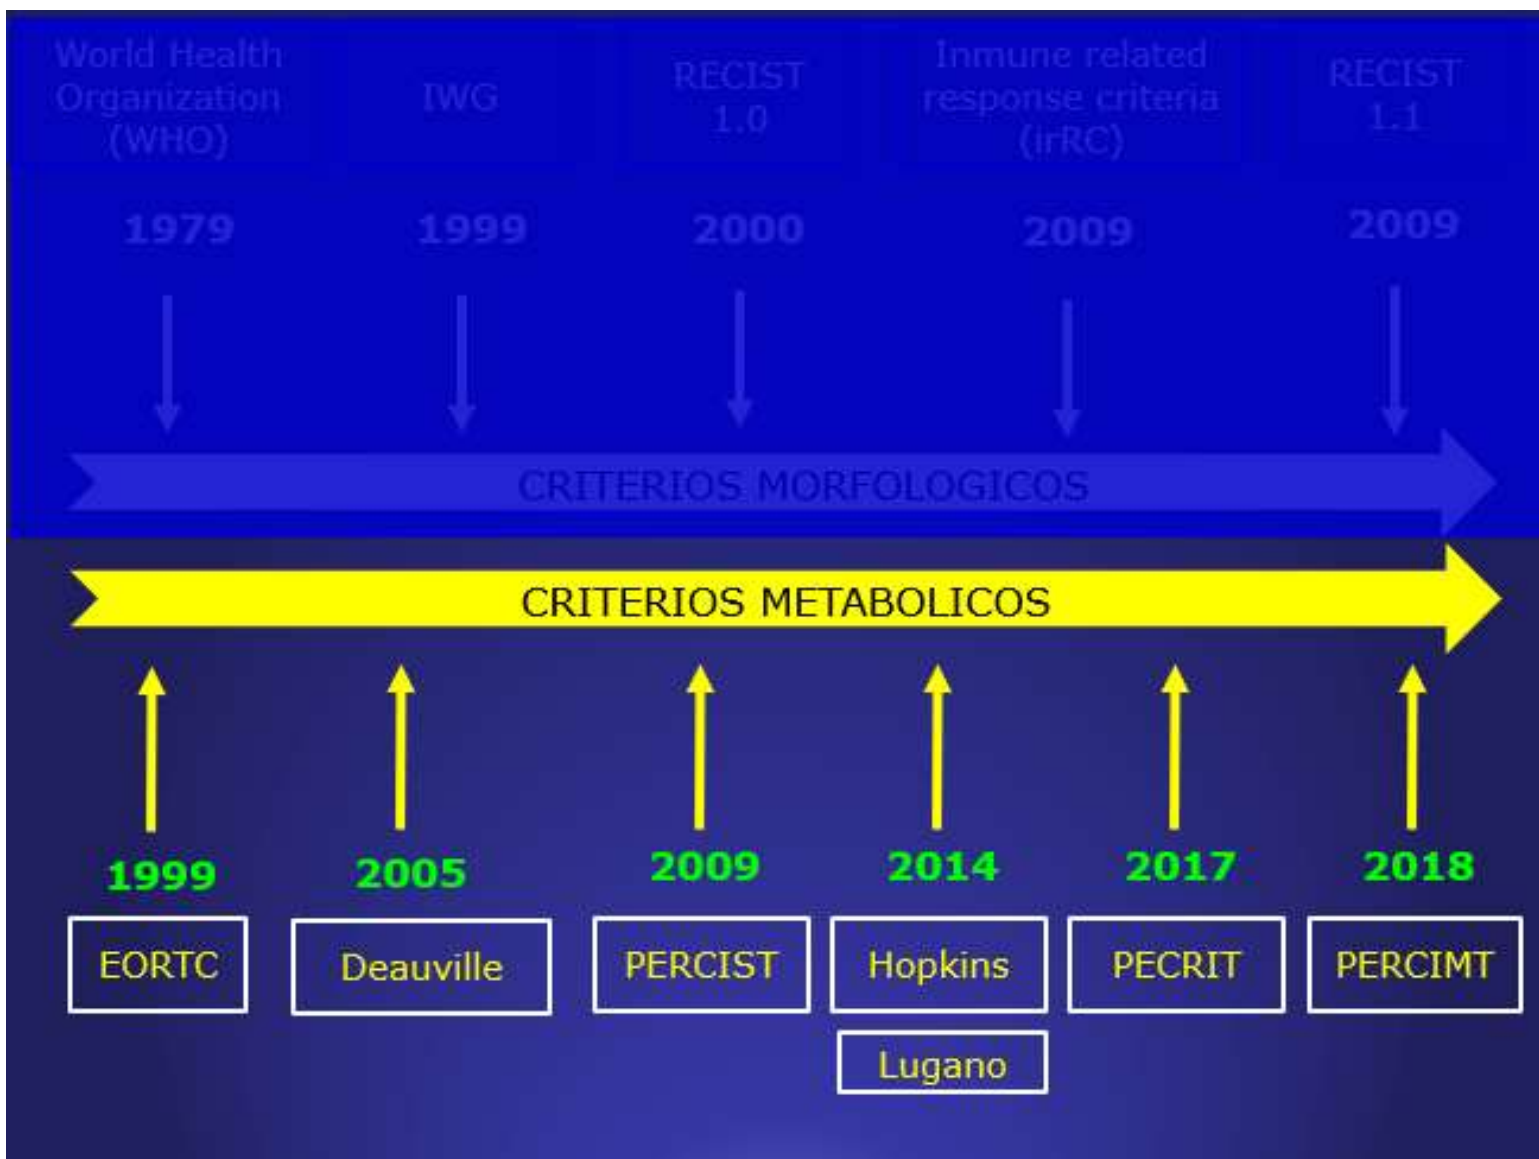 World Health
Organization
(WHO)
IWG
RECIST
1.0
Inmune related
response criteria
(irRC)
RECIST
1.1
1979
1999
2000
2009
2009
CRITERIOS MORFOLOGICOS
CRITERIOS METABOLICOS
1999
2005
2009
2014
2017
2018
EORTC
Deauville
PERCIST
Hopkins
PECRIT
PERCIMT
Lugano